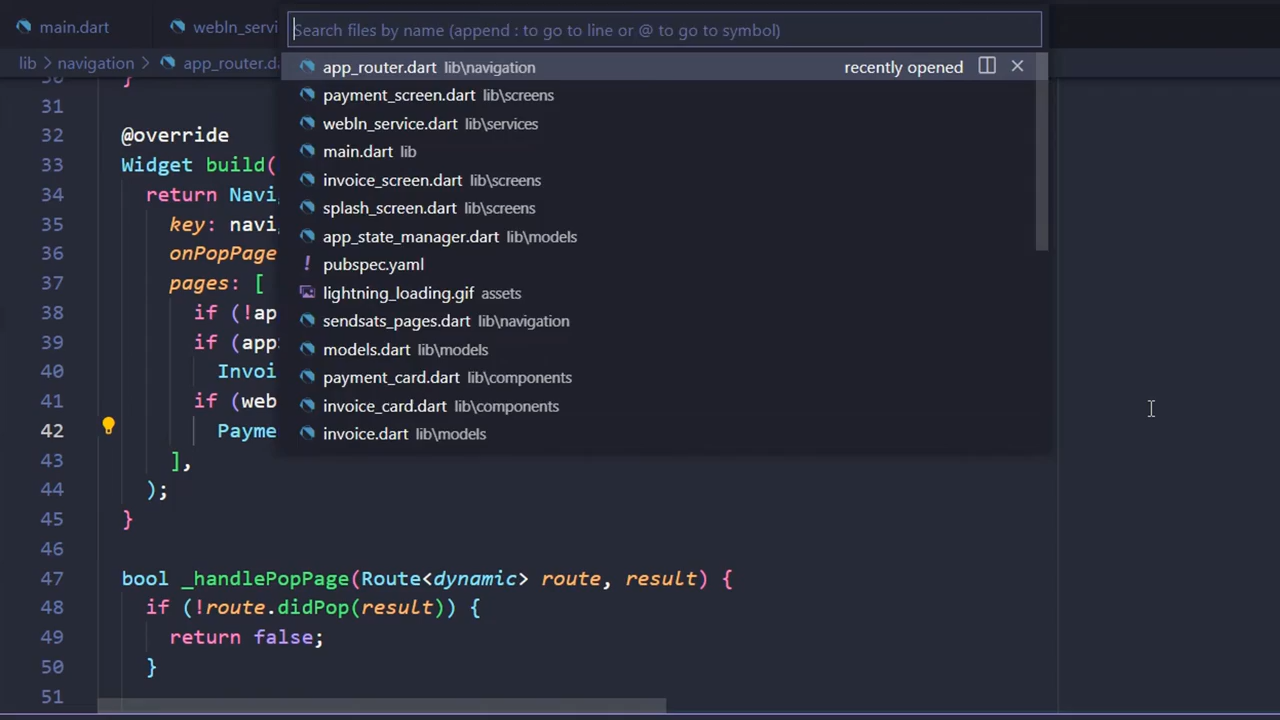 main.dart
webln_servi
Search files by name (append : to go to line or @ to go to symbol)
lib > navigation > app_router.da
app_router.dart lib\navigation recently opened
payment_screen.dart lib\screens
webln_service.dart lib\services
main.dart lib
invoice_screen.dart lib\screens
splash_screen.dart lib\screens
app_state_manager.dart lib\models
! pubspec.yaml
lightning_loading.gif assets
sendsats_pages.dart lib\navigation
models.dart lib\models
payment_card.dart lib\components
invoice_card.dart lib\components
invoice.dart lib\models
30 }
31
32 @override
33 Widget build(
34 return Navi
35 key: navi
36 onPopPage
37 pages: [
38 if (!ap
39 if (app
40 Invoi
41 if (web
42 Payme
43 ],
44 );
45 }
46
47 bool _handlePopPage(Route<dynamic> route, result) {
48 if (!route.didPop(result)) {
49 return false;
50 }
51